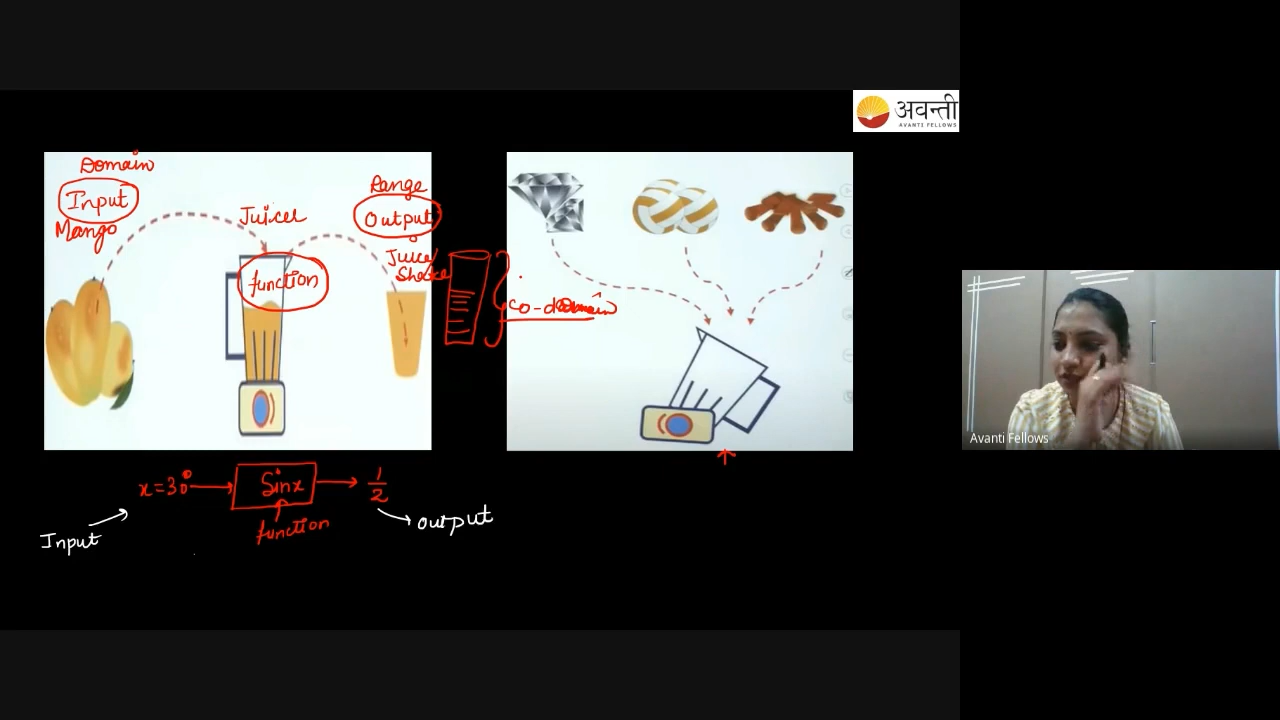 अवन्ती
AVANTI FELLOWS
Domain
Input
Mango
Juicer
function
Range
Output
Juice/
Shake
co-domain
x=30° → Sinx → 1/2
function
Input
output
Avanti Fellows